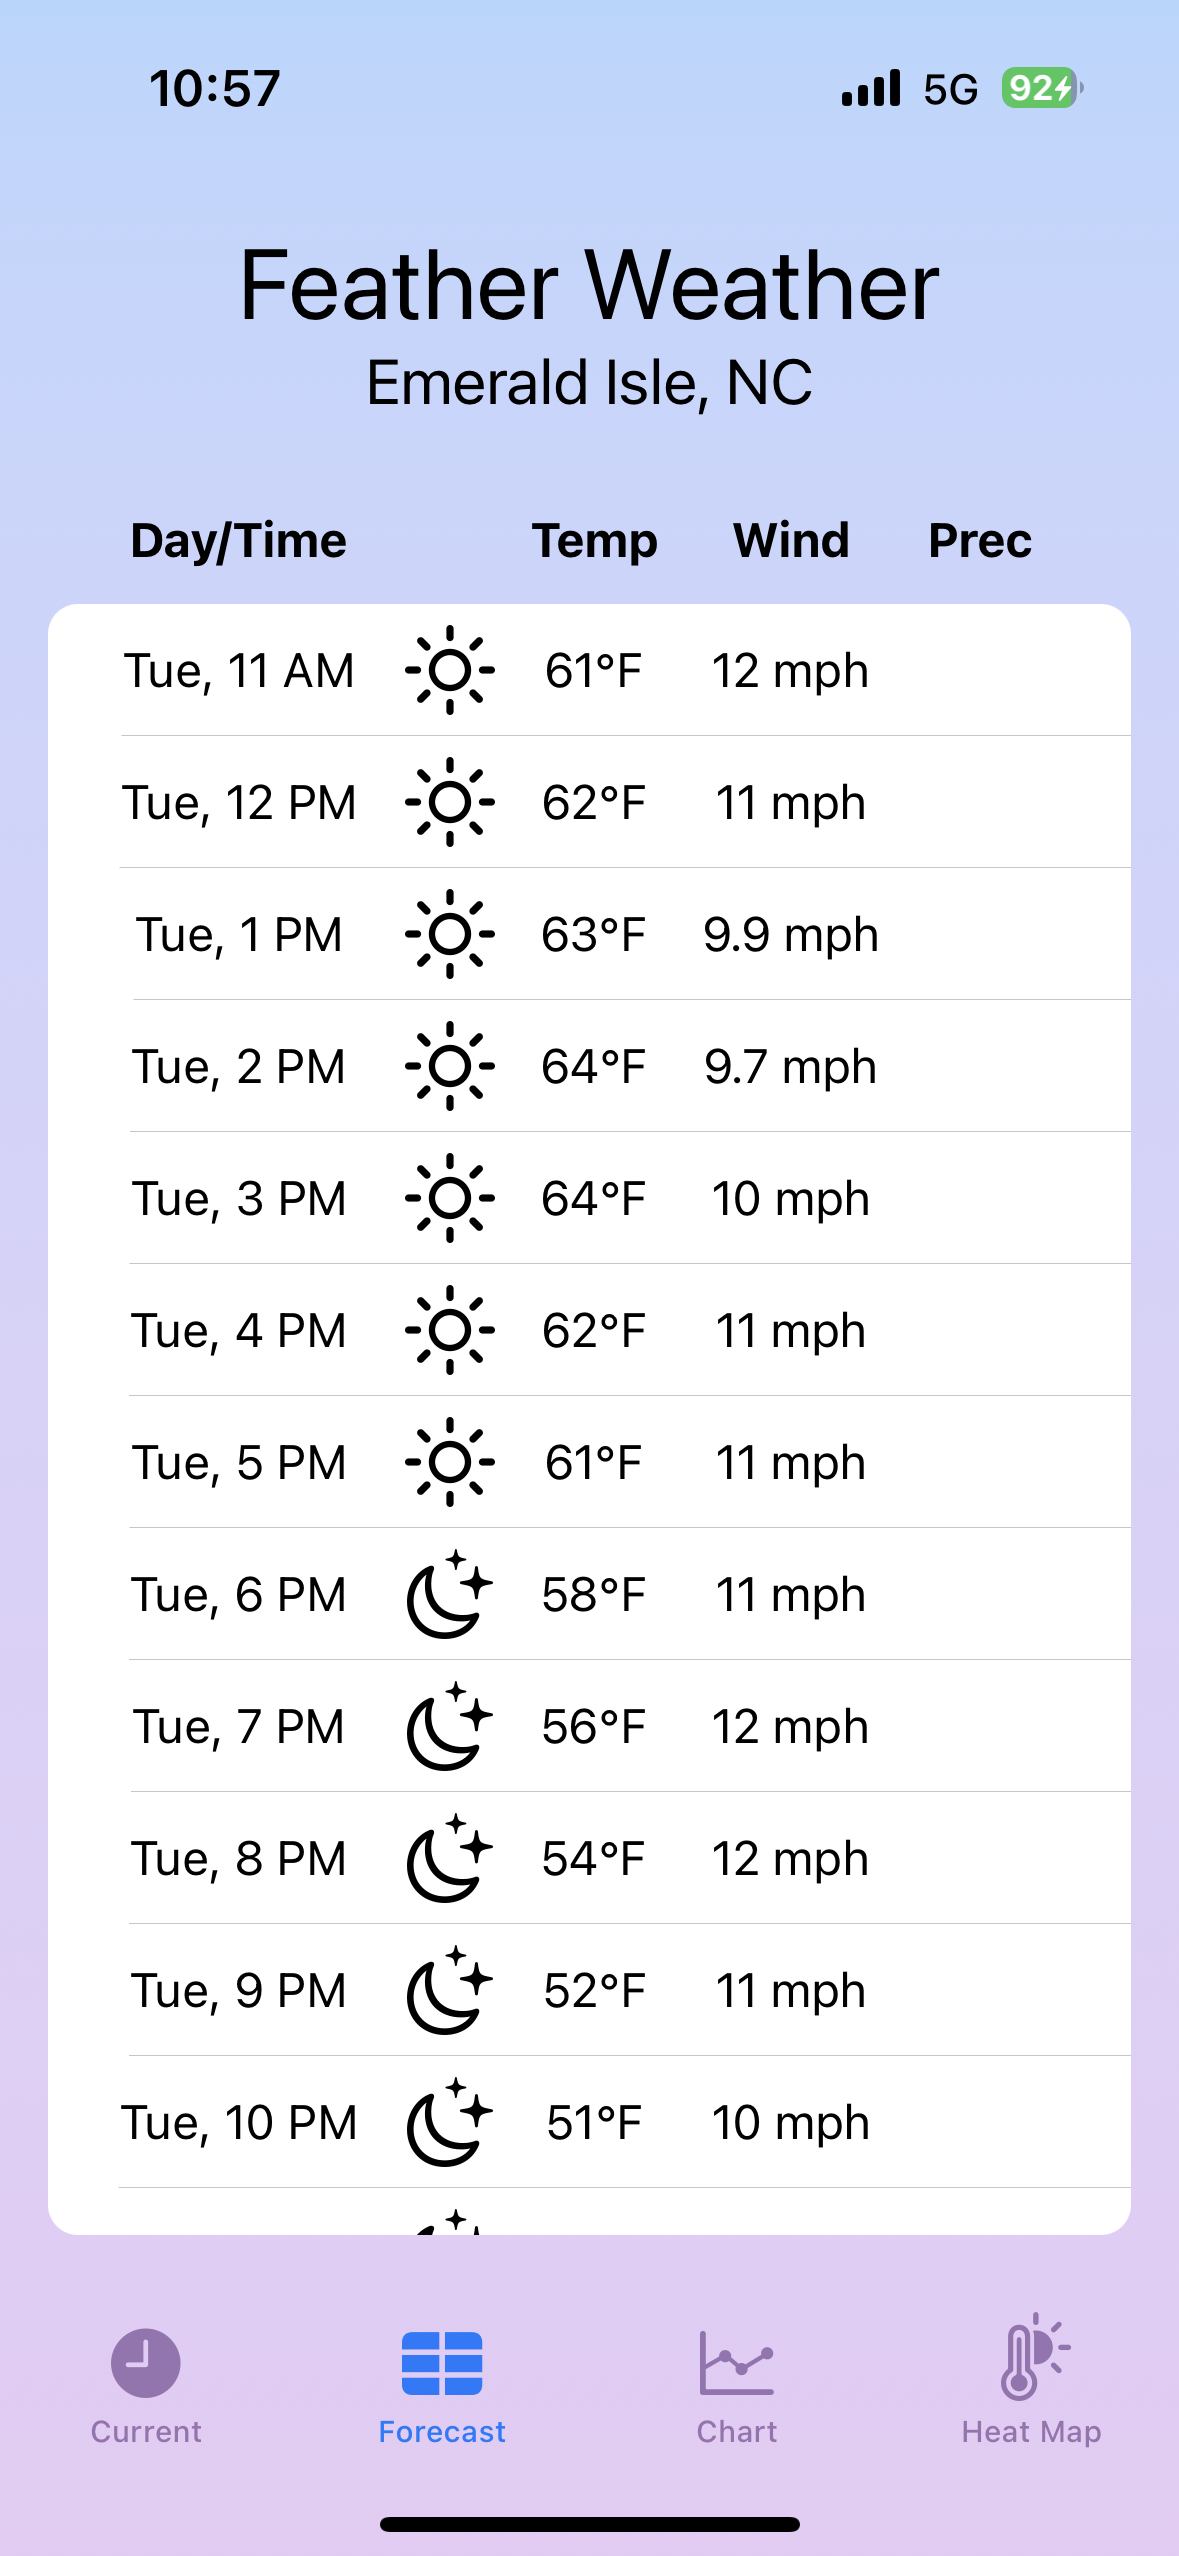 10:57 5G 92
Feather Weather
Emerald Isle, NC
Day/Time Temp Wind Prec
Tue, 11 AM 61°F 12 mph
Tue, 12 PM 62°F 11 mph
Tue, 1 PM 63°F 9.9 mph
Tue, 2 PM 64°F 9.7 mph
Tue, 3 PM 64°F 10 mph
Tue, 4 PM 62°F 11 mph
Tue, 5 PM 61°F 11 mph
Tue, 6 PM 58°F 11 mph
Tue, 7 PM 56°F 12 mph
Tue, 8 PM 54°F 12 mph
Tue, 9 PM 52°F 11 mph
Tue, 10 PM 51°F 10 mph
Current Forecast Chart Heat Map